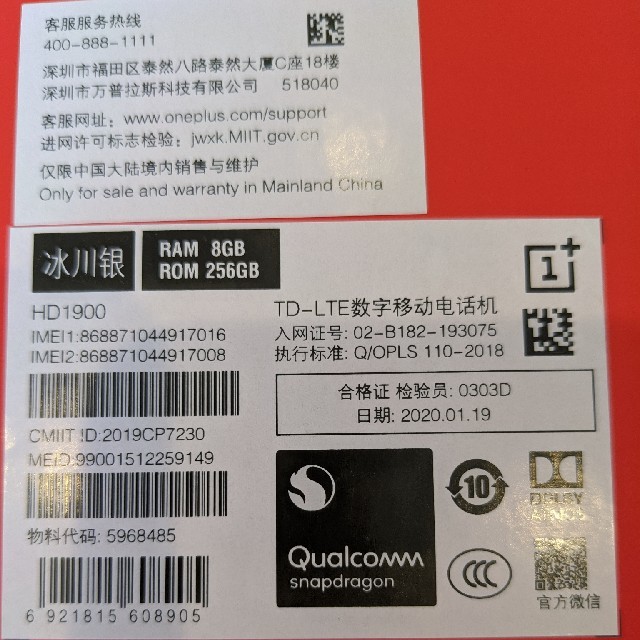 客服服务热线
400-888-1111
深圳市福田区泰然八路泰然大厦C座18楼
深圳市万普拉斯科技有限公司 518040
客服网址: www.oneplus.com/support
进网许可标志检验: jwxk.MIIT.gov.cn
仅限中国大陆境内销售与维护
Only for sale and warranty in Mainland China
冰川银
RAM 8GB
ROM 256GB
1+
HD1900
IMEI1:868871044917016
IMEI2:868871044917008
TD-LTE数字移动电话机
入网证号: 02-B182-193075
执行标准: Q/OPLS 110-2018
合格证 检验员: 0303D
日期: 2020.01.19
CMIIT ID:2019CP7230
MEID:99001512259149
物料代码: 5968485
6 921815 608905
Qualcomm
snapdragon
10
DOLBY
ATMOS
CCC
官方微信